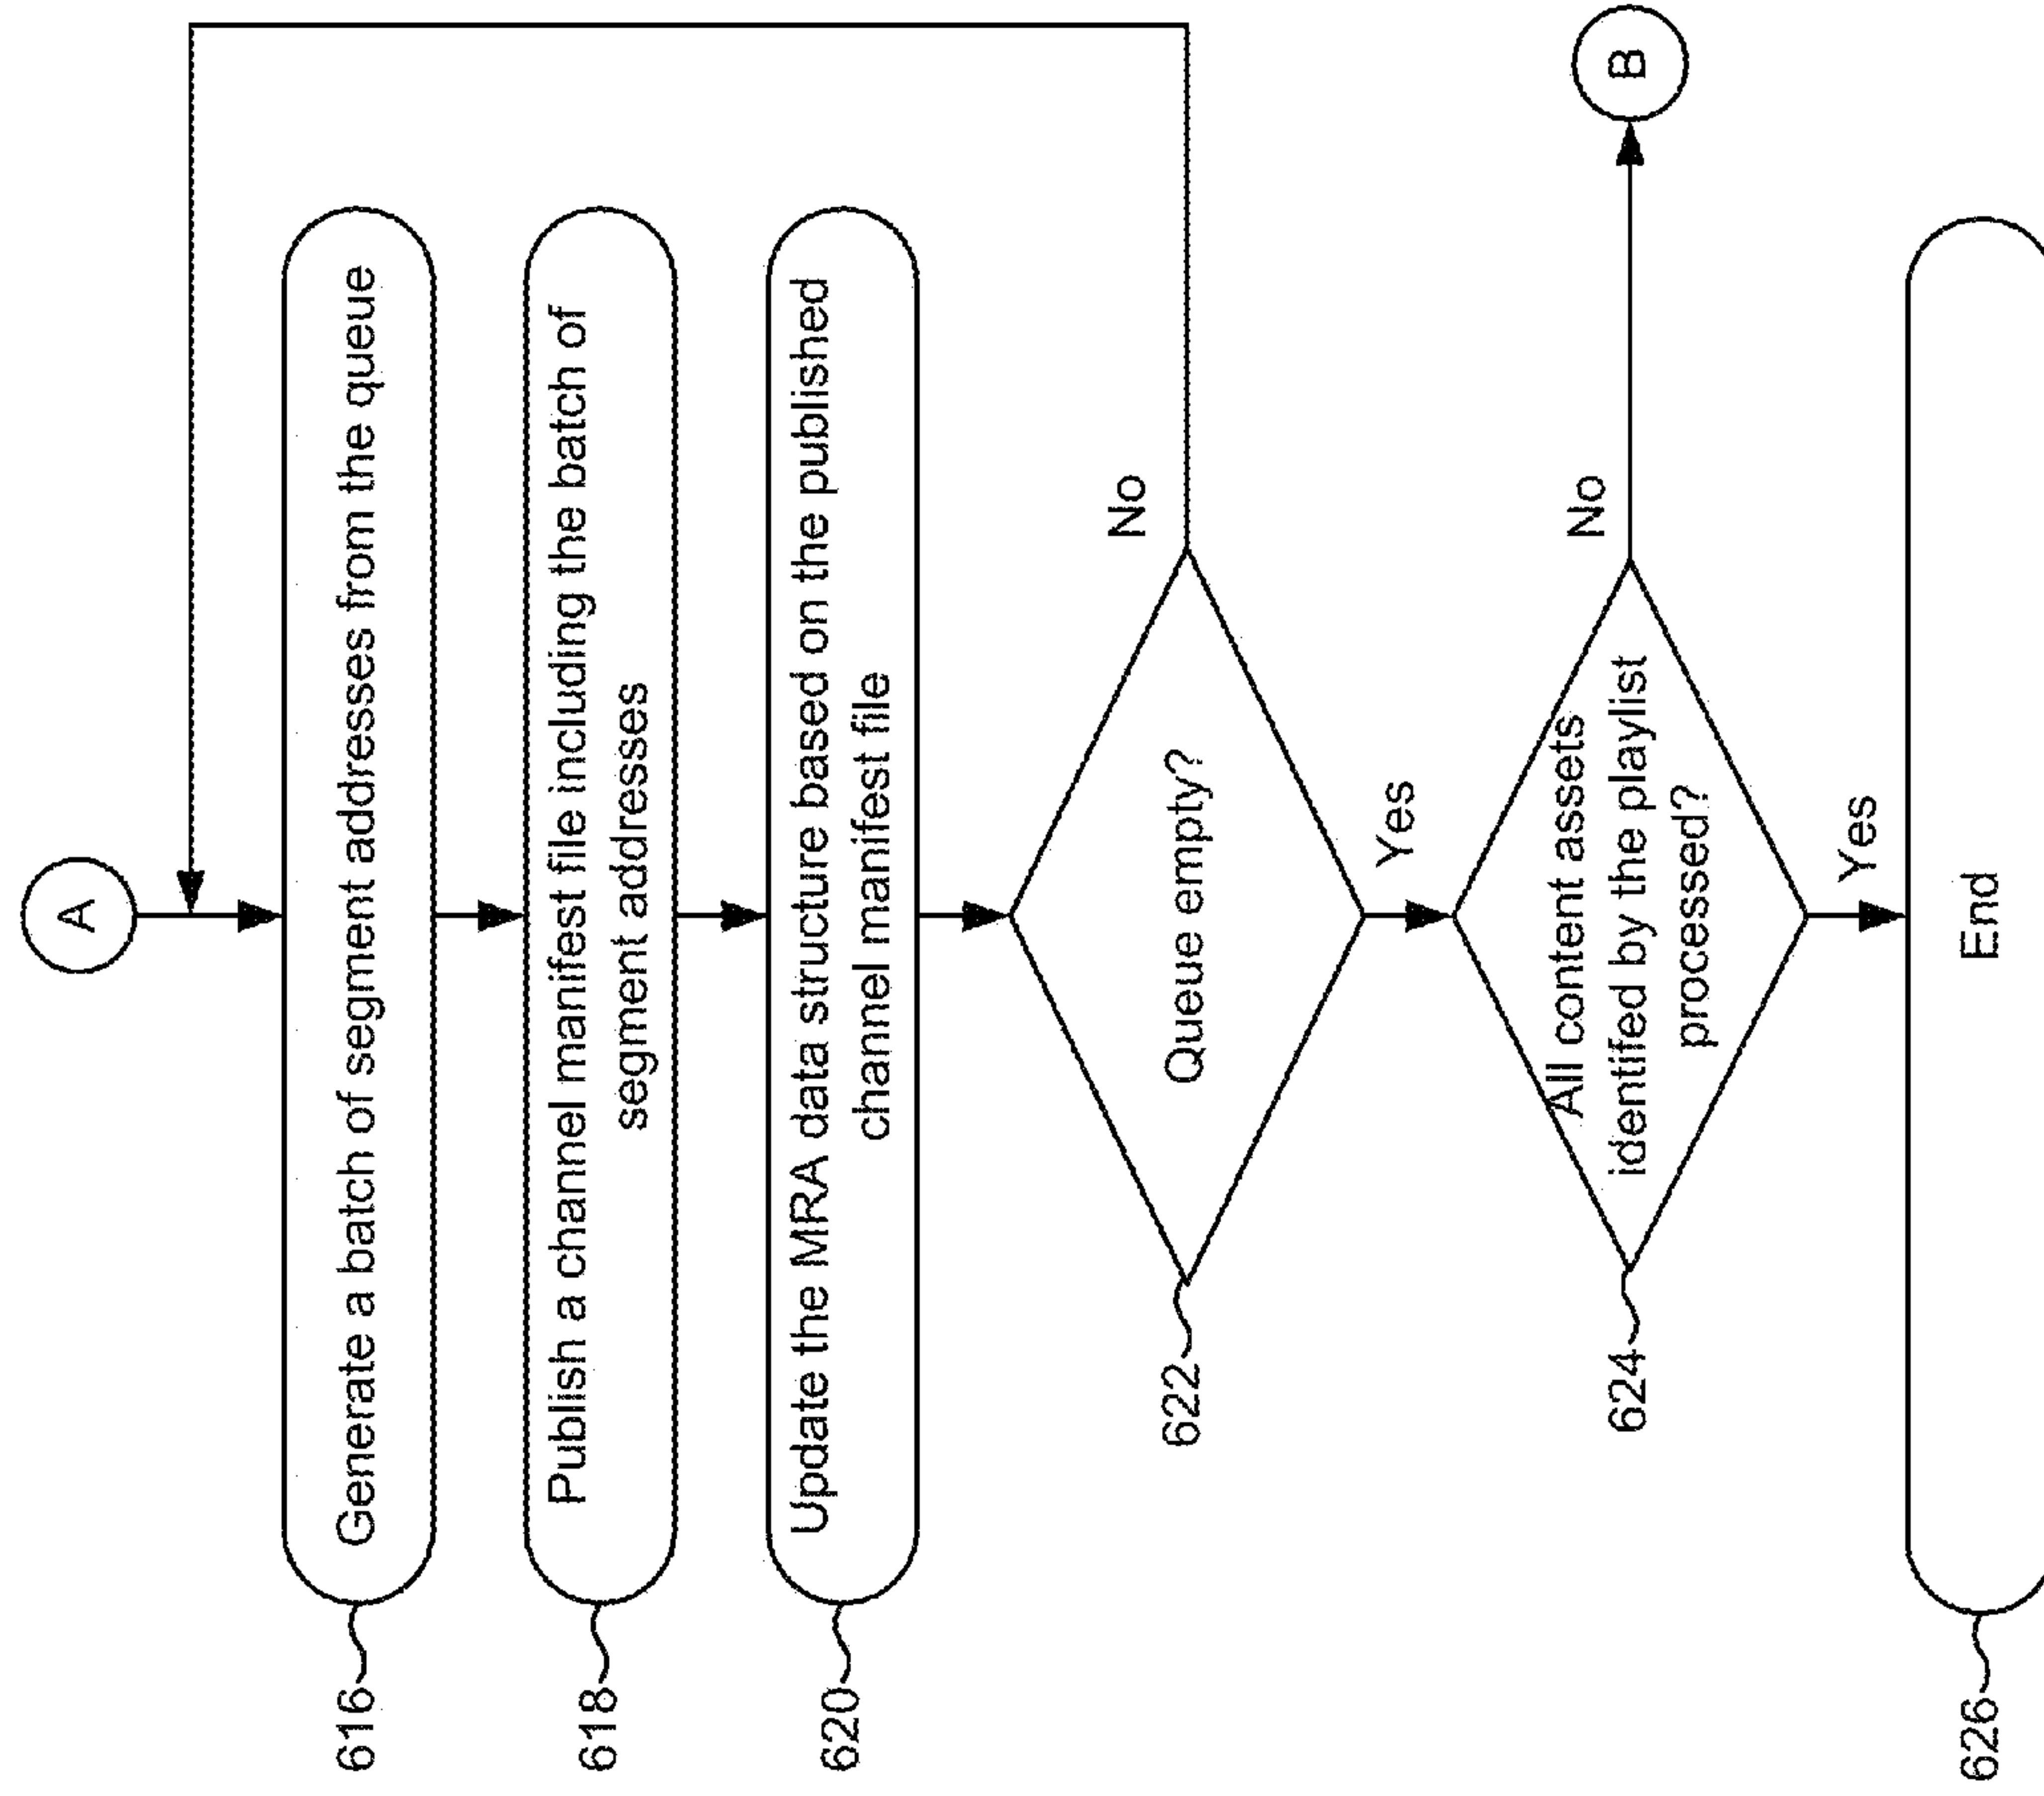 A
616
Generate a batch of segment addresses from the queue
618
Publish a channel manifest file including the batch of
segment addresses
620
Update the MRA data structure based on the published
channel manifest file
622
Queue empty?
No
Yes
624
All content assets
identifed by the playlist
processed?
No
B
Yes
626
End